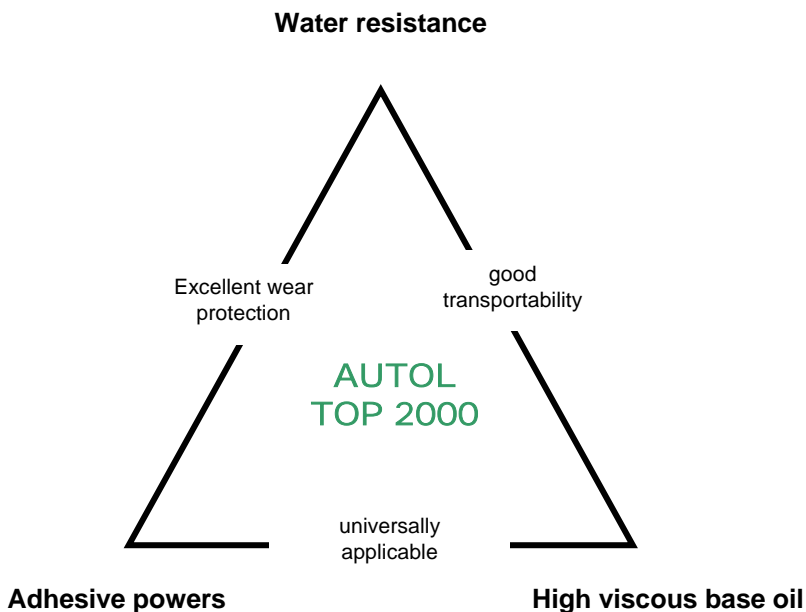 Water resistance
Excellent wear
protection
good
transportability
AUTOL
TOP 2000
universally
applicable
Adhesive powers
High viscous base oil